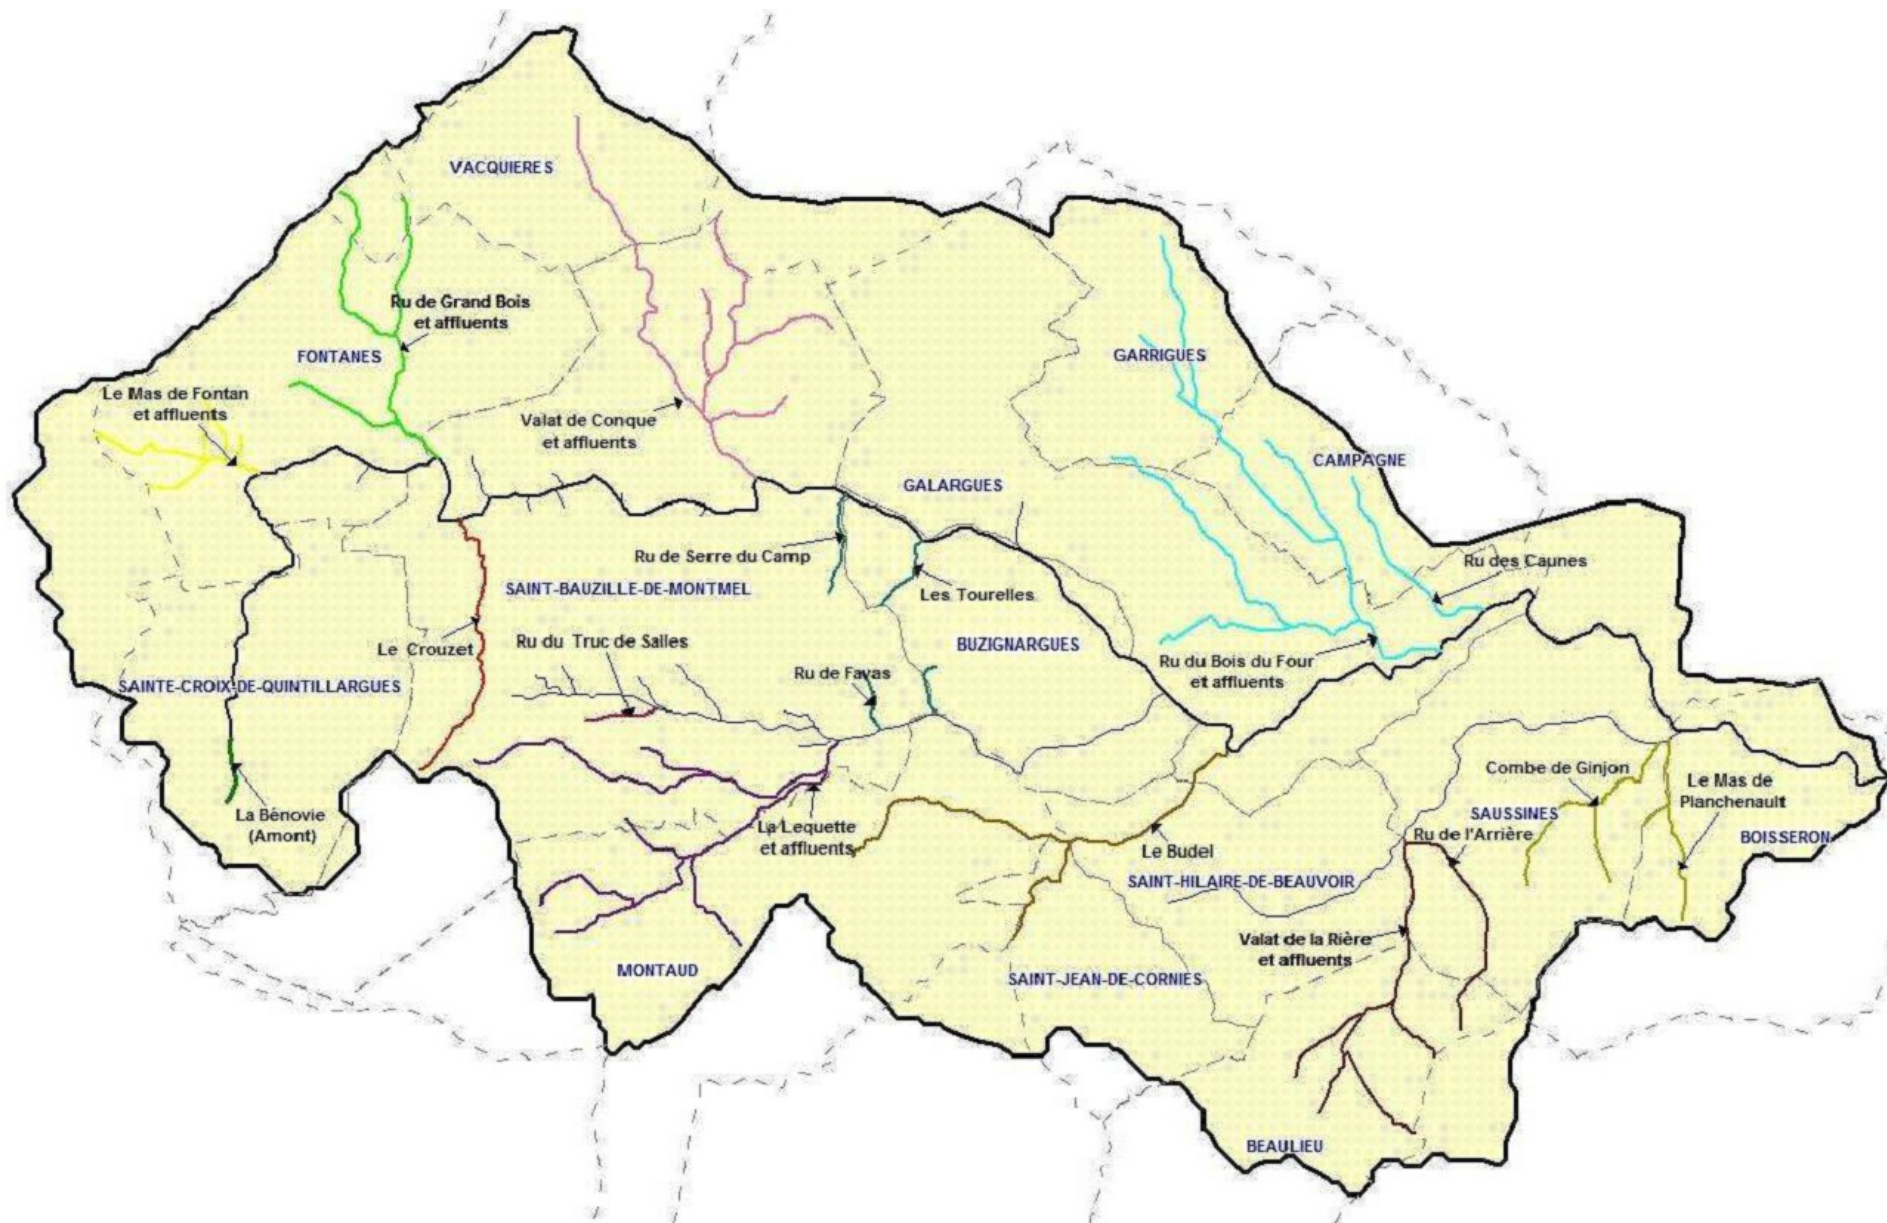 VACQUIERES
Ru de Grand Bois
et affluents
FONTANES
GARRIGUES
Le Mas de Fontan
et affluents
Valat de Conque
et affluents
CAMPAGNE
GALARGUES
Ru de Serre du Camp
Ru des Caunes
SAINT-BAUZILLE-DE-MONTMEL
Les Tourelles
Le Crouzet
Ru du Truc de Salles
BUZIGNARGUES
Ru du Bois du Four
et affluents
Ru de Favas
SAINTE-CROIX-DE-QUINTILLARGUES
Combe de Ginjon
Le Mas de
Planchenault
La Bénovie
(Amont)
SAUSSINES
La Lequette
et affluents
Ru de l'Arrière
BOISSERON
Le Budel
SAINT-HILAIRE-DE-BEAUVOIR
Valat de la Rière
et affluents
MONTAUD
SAINT-JEAN-DE-CORNIES
BEAULIEU